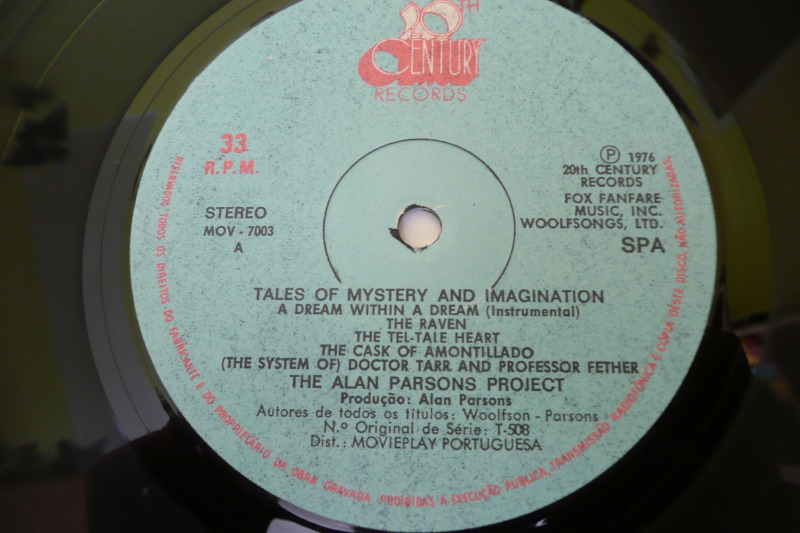 20TH
CENTURY
RECORDS
33
R.P.M.
STEREO
MOV - 7003
A
Ⓟ 1976
20th CENTURY
RECORDS
FOX FANFARE
MUSIC, INC.
WOOLFSONGS, LTD.
SPA
TALES OF MYSTERY AND IMAGINATION
A DREAM WITHIN A DREAM (Instrumental)
THE RAVEN
THE TEL-TALE HEART
THE CASK OF AMONTILLADO
(THE SYSTEM OF) DOCTOR TARR AND PROFESSOR FETHER
THE ALAN PARSONS PROJECT
Produção: Alan Parsons
Autores de todos os títulos: Woolfson - Parsons
N.º Original de Série: T-508
Dist.: MOVIEPLAY PORTUGUESA
RESERVADOS TODOS OS DIREITOS DO FABRICANTE E DO PROPRIETÁRIO DA OBRA GRAVADA. PROIBIDAS A EXECUÇÃO PÚBLICA, TRANSMISSÃO RADIOFÓNICA E CÓPIA DESTE DISCO, NÃO AUTORIZADAS.